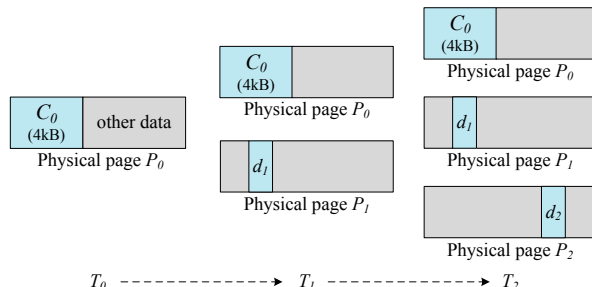 C0
(4kB)
other data
Physical page P0
C0
(4kB)
Physical page P0
d1
Physical page P1
C0
(4kB)
Physical page P0
d1
Physical page P1
d2
Physical page P2
T0 T1 T2